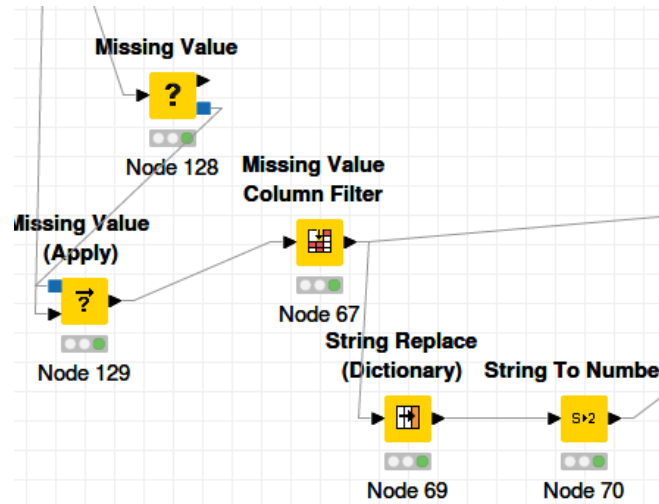 Missing Value
?
Node 128
Missing Value
Column Filter
Node 67
Missing Value
(Apply)
?
Node 129
String Replace
(Dictionary)
Node 69
String To Numbe
S▸2
Node 70